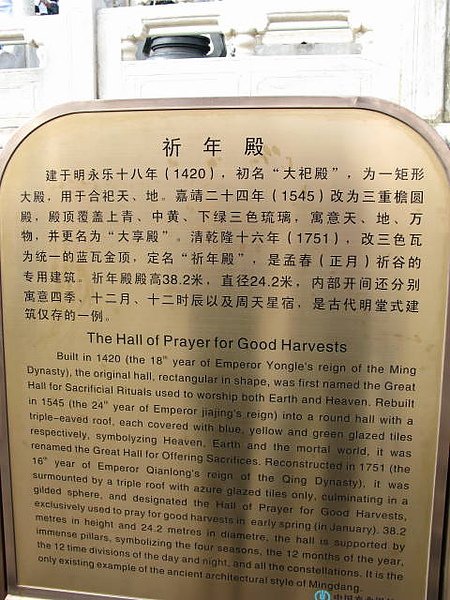 祈年殿
建于明永乐十八年(1420),初名“大祀殿”,为一矩形
大殿,用于合祀天、地。嘉靖二十四年(1545)改为三重檐圆
殿,殿顶覆盖上青、中黄、下绿三色琉璃,寓意天、地、万
物,并更名为“大享殿”。清乾隆十六年(1751),改三色瓦
为统一的蓝瓦金顶,定名“祈年殿”,是孟春(正月)祈谷的
专用建筑。祈年殿殿高38.2米,直径24.2米,内部开间还分别
寓意四季、十二月、十二时辰以及周天星宿,是古代明堂式建
筑仅存的一例。
The Hall of Prayer for Good Harvests
Built in 1420 (the 18th year of Emperor Yongle's reign of the Ming
Dynasty), the original hall, rectangular in shape, was first named the Great
Hall for Sacrificial Rituals used to worship both Earth and Heaven. Rebuilt
in 1545 (the 24th year of Emperor jiajing's reign) into a round hall with a
triple-eaved roof, each covered with blue, yellow and green glazed tiles
respectively, symbolyzing Heaven, Earth and the mortal world, it was
renamed the Great Hall for Offering Sacrifices. Reconstructed in 1751 (the
16th year of Emperor Qianlong's reign of the Qing Dynasty), it was
surmounted by a triple roof with azure glazed tiles only, culminating in a
gilded sphere, and designated the Hall of Prayer for Good Harvests,
exclusively used to pray for good harvests in early spring (in January). 38.2
metres in height and 24.2 metres in diametre, the hall is supported by
immense pillars, symbolizing the four seasons, the 12 months of the year,
the 12 time divisions of the day and night, and all the constellations. It is the
only existing example of the ancient architectural style of Mingdang.